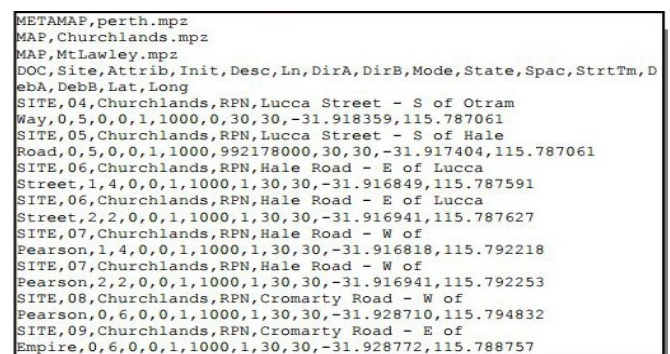 METAMAP,perth.mpz
MAP,Churchlands.mpz
MAP,MtLawley.mpz
DOC,Site,Attrib,Init,Desc,Ln,DirA,DirB,Mode,State,Spac,StrtTm,D
ebA,DebB,Lat,Long
SITE,04,Churchlands,RPN,Lucca Street - S of Otram
Way,0,5,0,0,1,1000,0,30,30,-31.918359,115.787061
SITE,05,Churchlands,RPN,Lucca Street - S of Hale
Road,0,5,0,0,1,1000,992178000,30,30,-31.917404,115.787061
SITE,06,Churchlands,RPN,Hale Road - E of Lucca
Street,1,4,0,0,1,1000,1,30,30,-31.916849,115.787591
SITE,06,Churchlands,RPN,Hale Road - E of Lucca
Street,2,2,0,0,1,1000,1,30,30,-31.916941,115.787627
SITE,07,Churchlands,RPN,Hale Road - W of
Pearson,1,4,0,0,1,1000,1,30,30,-31.916818,115.792218
SITE,07,Churchlands,RPN,Hale Road - W of
Pearson,2,2,0,0,1,1000,1,30,30,-31.916941,115.792253
SITE,08,Churchlands,RPN,Cromarty Road - W of
Pearson,0,6,0,0,1,1000,1,30,30,-31.928710,115.794832
SITE,09,Churchlands,RPN,Cromarty Road - E of
Empire,0,6,0,0,1,1000,1,30,30,-31.928772,115.788757